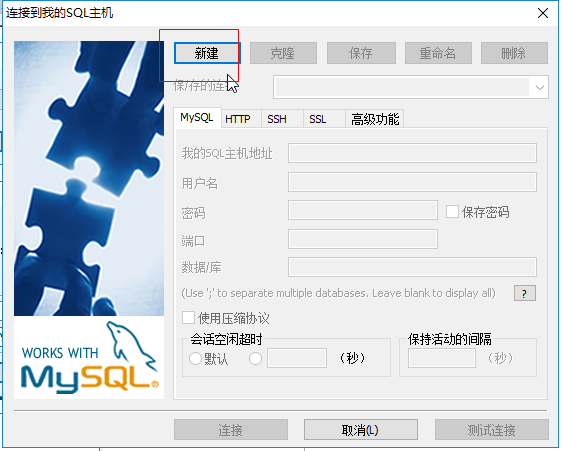 连接到我的SQL主机
新建 克隆 保存 重命名 删除
保/存的连
MySQL HTTP SSH SSL 高级功能
我的SQL主机地址
用户名
密码 保存密码
端口
数据/库
(Use ';' to separate multiple databases. Leave blank to display all) ?
使用压缩协议
会话空闲超时 保持活动的间隔
默认 （秒） （秒）
WORKS WITH
MySQL®
连接 取消(L) 测试连接